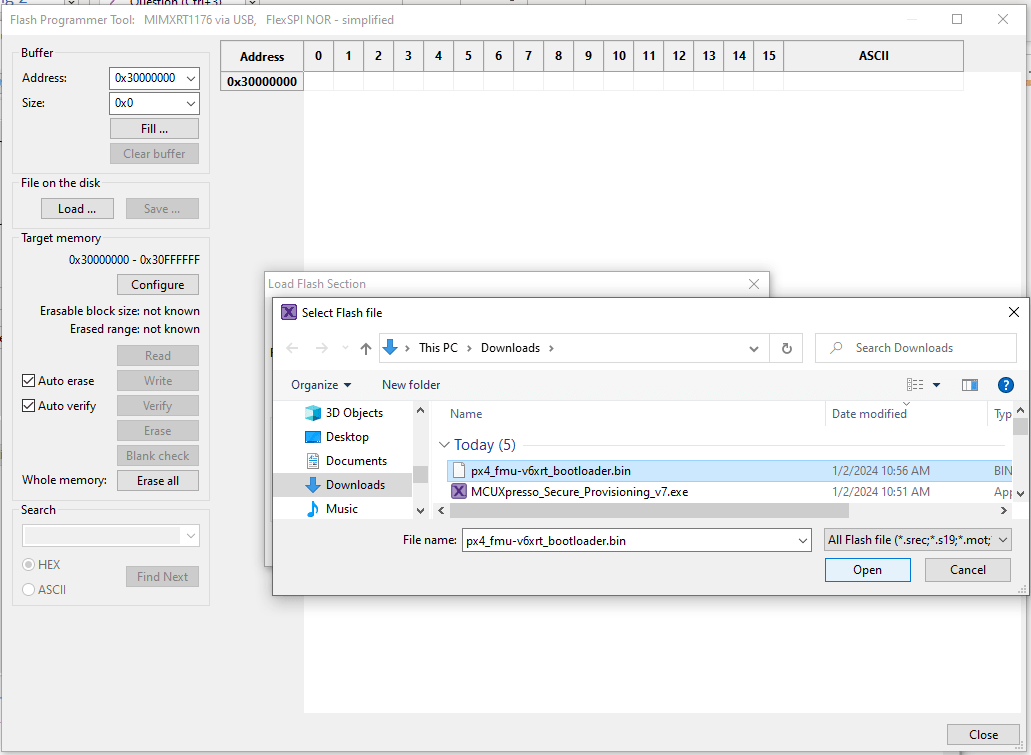 Question (Ctrl+3)
Flash Programmer Tool: MIMXRT1176 via USB, FlexSPI NOR - simplified
Buffer
Address: 0x30000000
Size: 0x0
Fill ...
Clear buffer
File on the disk
Load ... Save ...
Target memory
0x30000000 - 0x30FFFFFF
Configure
Erasable block size: not known
Erased range: not known
Read
Auto erase Write
Auto verify Verify
Erase
Blank check
Whole memory: Erase all
Search
HEX
ASCII
Find Next
Address 0 1 2 3 4 5 6 7 8 9 10 11 12 13 14 15 ASCII
0x30000000
Load Flash Section
Select Flash file
This PC > Downloads >
Search Downloads
Organize New folder
3D Objects
Desktop
Documents
Downloads
Music
Name Date modified Typ
Today (5)
px4_fmu-v6xrt_bootloader.bin 1/2/2024 10:56 AM BIN
MCUXpresso_Secure_Provisioning_v7.exe 1/2/2024 10:51 AM App
File name: px4_fmu-v6xrt_bootloader.bin All Flash file (*.srec;*.s19;*.mot;
Open Cancel
Close